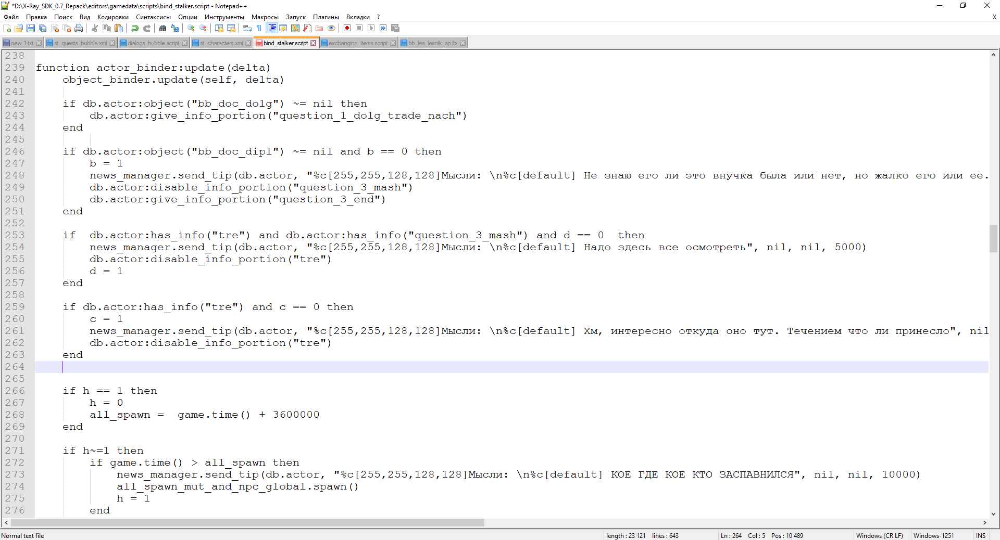 *D:\X-Ray_SDK_0.7_Repack\editors\gamedata\scripts\bind_stalker.script - Notepad++
Файл Правка Поиск Вид Кодировки Синтаксисы Опции Инструменты Макросы Запуск Плагины Вкладки ? X
new 1.txt st_quests_bubble.xml dialogs_bubble.script st_characters.xml bind_stalker.script exchanging_items.script bb_les_lesnik_sp.ltx
238
239 function actor_binder:update(delta)
240 object_binder.update(self, delta)
241
242 if db.actor:object("bb_doc_dolg") ~= nil then
243 db.actor:give_info_portion("question_1_dolg_trade_nach")
244 end
245
246 if db.actor:object("bb_doc_dipl") ~= nil and b == 0 then
247 b = 1
248 news_manager.send_tip(db.actor, "%c[255,255,128,128]Мысли: \n%c[default] Не знаю его ли это внучка была или нет, но жалко его или ее.
249 db.actor:disable_info_portion("question_3_mash")
250 db.actor:give_info_portion("question_3_end")
251 end
252
253 if  db.actor:has_info("tre") and db.actor:has_info("question_3_mash") and d == 0  then
254 news_manager.send_tip(db.actor, "%c[255,255,128,128]Мысли: \n%c[default] Надо здесь все осмотреть", nil, nil, 5000)
255 db.actor:disable_info_portion("tre")
256 d = 1
257 end
258
259 if db.actor:has_info("tre") and c == 0 then
260 c = 1
261 news_manager.send_tip(db.actor, "%c[255,255,128,128]Мысли: \n%c[default] Хм, интересно откуда оно тут. Течением что ли принесло", nil
262 db.actor:disable_info_portion("tre")
263 end
264
265
266 if h == 1 then
267 h = 0
268 all_spawn =  game.time() + 3600000
269 end
270
271 if h~=1 then
272 if game.time() > all_spawn then
273 news_manager.send_tip(db.actor, "%c[255,255,128,128]Мысли: \n%c[default] КОЕ ГДЕ КОЕ КТО ЗАСПАВНИЛСЯ", nil, nil, 10000)
274 all_spawn_mut_and_npc_global.spawn()
275 h = 1
276 end
Normal text file length : 23 121 lines : 643 Ln : 264 Col : 5 Pos : 10 489 Windows (CR LF) Windows-1251 INS